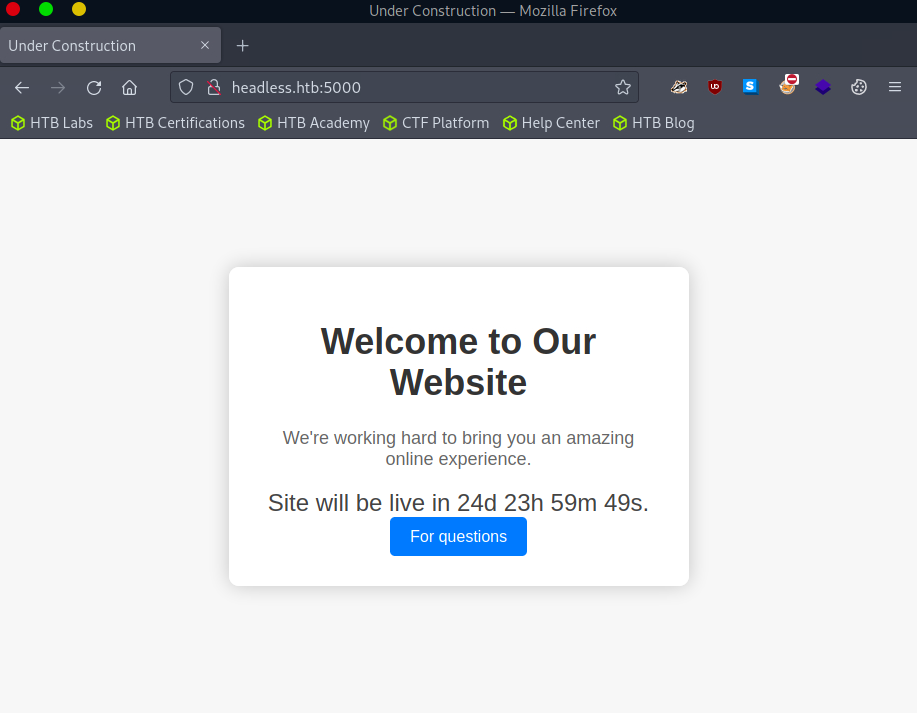 Under Construction — Mozilla Firefox
Under Construction
headless.htb:5000
HTB Labs HTB Certifications HTB Academy CTF Platform Help Center HTB Blog
Welcome to Our
Website
We're working hard to bring you an amazing
online experience.
Site will be live in 24d 23h 59m 49s.
For questions